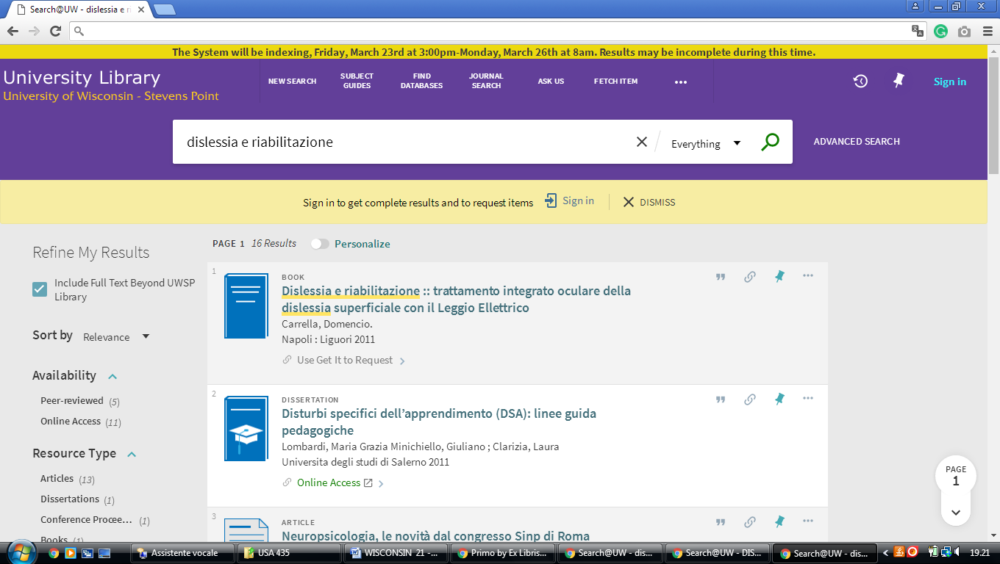 Search@UW - dislessia e ri
The System will be indexing, Friday, March 23rd at 3:00pm-Monday, March 26th at 8am. Results may be incomplete during this time.
University Library
University of Wisconsin - Stevens Point
NEW SEARCH
SUBJECT
GUIDES
FIND
DATABASES
JOURNAL
SEARCH
ASK US
FETCH ITEM
Sign in
dislessia e riabilitazione
Everything
ADVANCED SEARCH
Sign in to get complete results and to request items
Sign in
DISMISS
Refine My Results
Include Full Text Beyond UWSP
Library
Sort by Relevance
Availability
Peer-reviewed (5)
Online Access (11)
Resource Type
Articles (13)
Dissertations (1)
Conference Procee... (1)
Books (1)
PAGE 1 16 Results Personalize
1
BOOK
Dislessia e riabilitazione :: trattamento integrato oculare della
dislessia superficiale con il Leggio Ellettrico
Carrella, Domencio.
Napoli : Liguori 2011
Use Get It to Request
2
DISSERTATION
Disturbi specifici dell’apprendimento (DSA): linee guida
pedagogiche
Lombardi, Maria Grazia Minichiello, Giuliano ; Clarizia, Laura
Universita degli studi di Salerno 2011
Online Access
3
ARTICLE
Neuropsicologia, le novità dal congresso Sinp di Roma
PAGE
1
Assistente vocale
USA 435
WISCONSIN_21 -...
Primo by Ex Libris...
Search@UW - dis...
Search@UW - DIS...
Search@UW - dis...
19.21